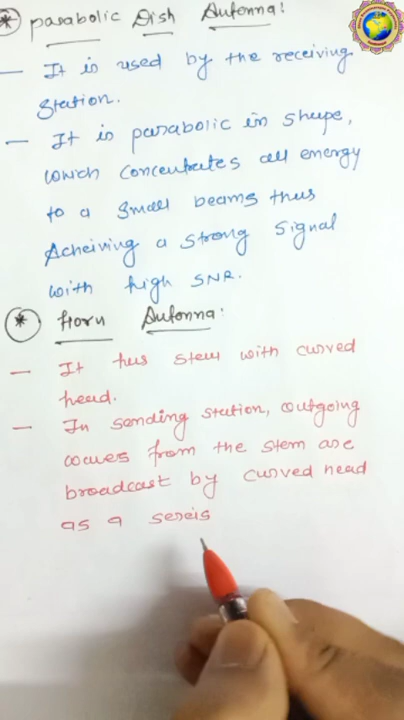 * parabolic Dish Antenna:
— It is used by the receiving
station.
— It is parabolic in shape,
which concentrates all energy
to a small beams thus
Acheiving a strong signal
with high SNR.
* Horn Antenna:
— It has stem with curved
head.
— In sending station, outgoing
waves from the stem are
broadcast by curved head
as a sereis